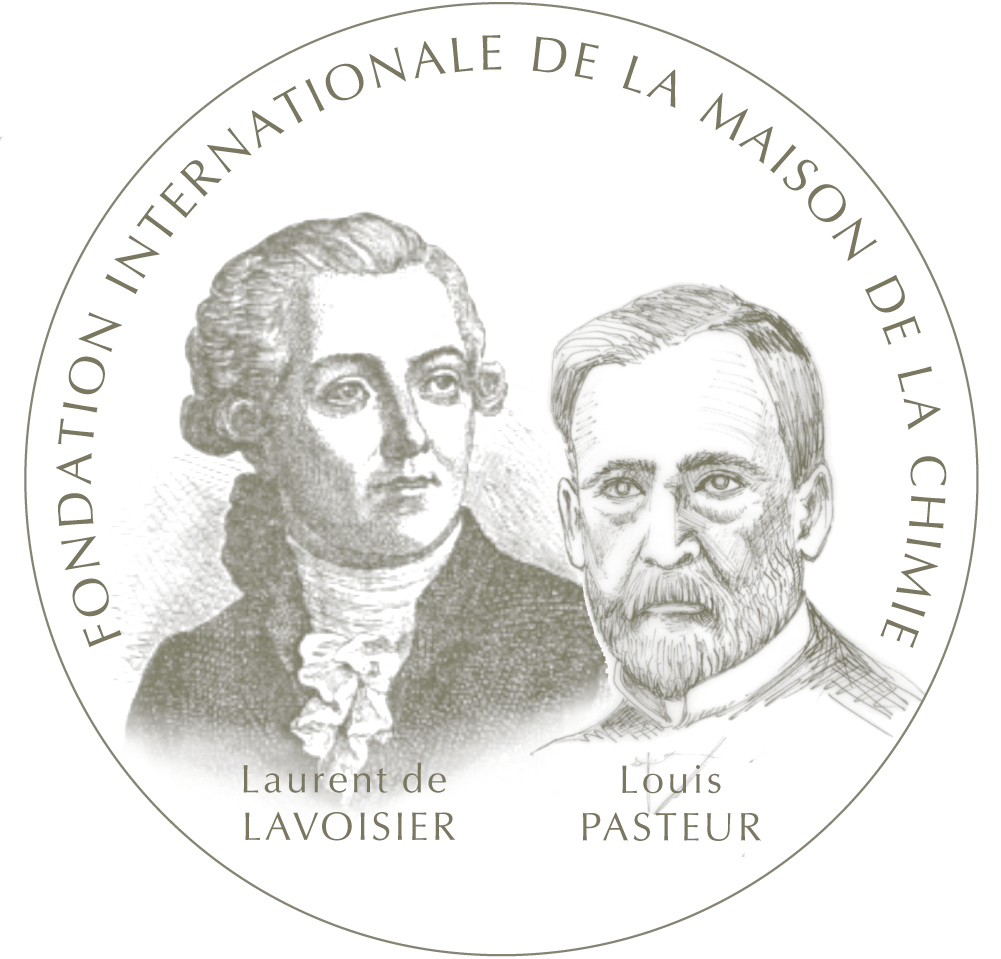 FONDATION INTERNATIONALE DE LA MAISON DE LA CHIMIE
Laurent de
LAVOISIER
Louis
PASTEUR